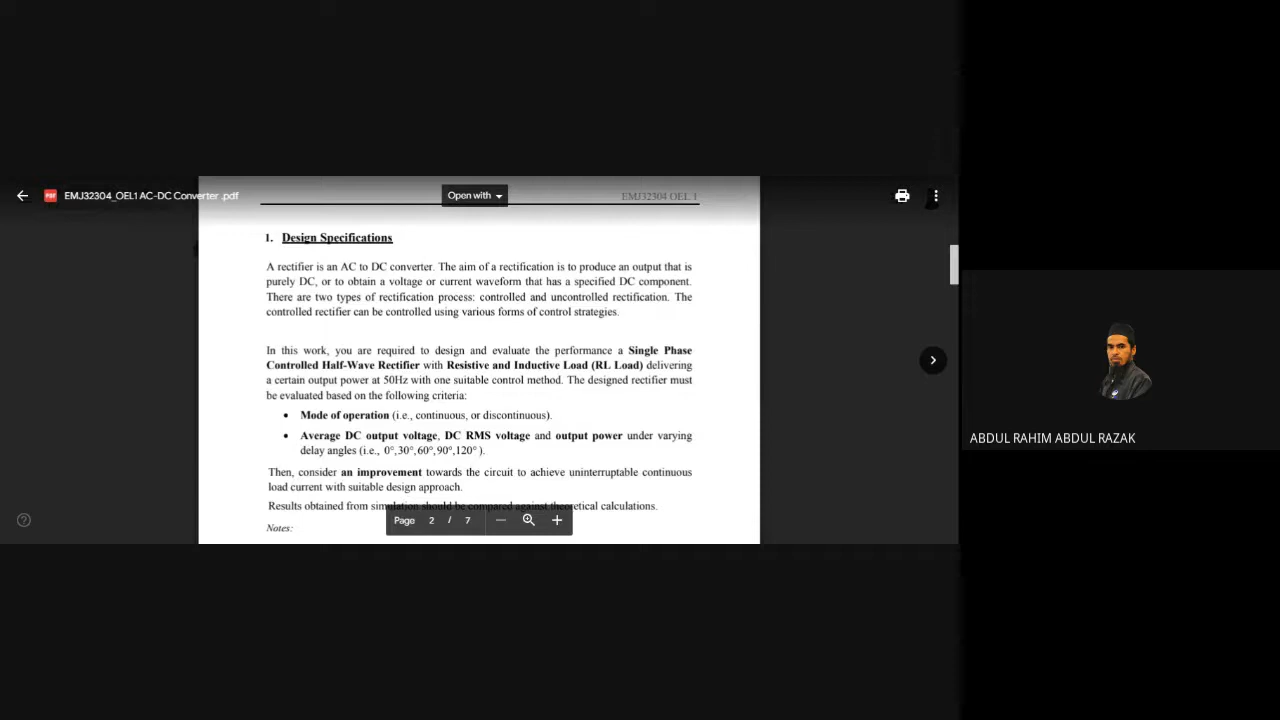 EMJ32304_OEL1 AC-DC Converter .pdf
Open with
EMJ32304 OEL 1
1. Design Specifications
A rectifier is an AC to DC converter. The aim of a rectification is to produce an output that is
purely DC, or to obtain a voltage or current waveform that has a specified DC component.
There are two types of rectification process: controlled and uncontrolled rectification. The
controlled rectifier can be controlled using various forms of control strategies.
In this work, you are required to design and evaluate the performance a Single Phase
Controlled Half-Wave Rectifier with Resistive and Inductive Load (RL Load) delivering
a certain output power at 50Hz with one suitable control method. The designed rectifier must
be evaluated based on the following criteria:
• Mode of operation (i.e., continuous, or discontinuous).
• Average DC output voltage, DC RMS voltage and output power under varying
delay angles (i.e., 0°,30°,60°,90°,120° ).
Then, consider an improvement towards the circuit to achieve uninterruptable continuous
load current with suitable design approach.
Results obtained from simulation should be compared against theoretical calculations.
Page 2 / 7
Notes:
ABDUL RAHIM ABDUL RAZAK